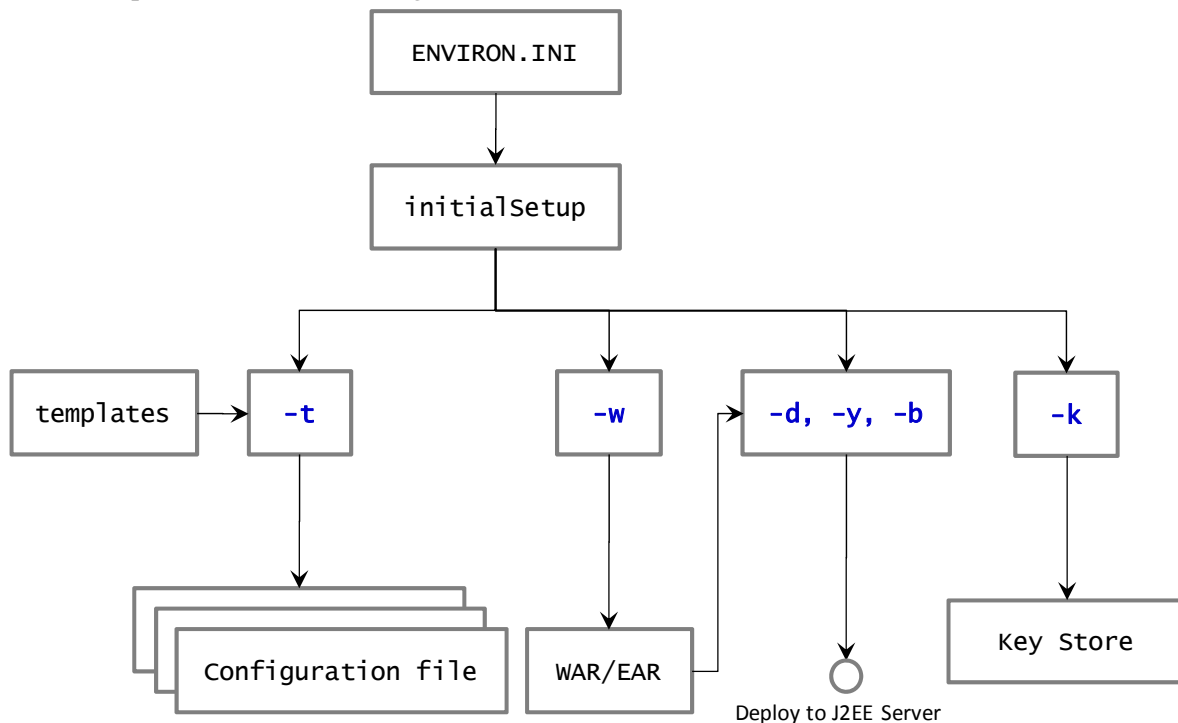 ENVIRON.INI
initialSetup
templates
-t
-w
-d, -y, -b
-k
Configuration file
WAR/EAR
Key Store
Deploy to J2EE Server